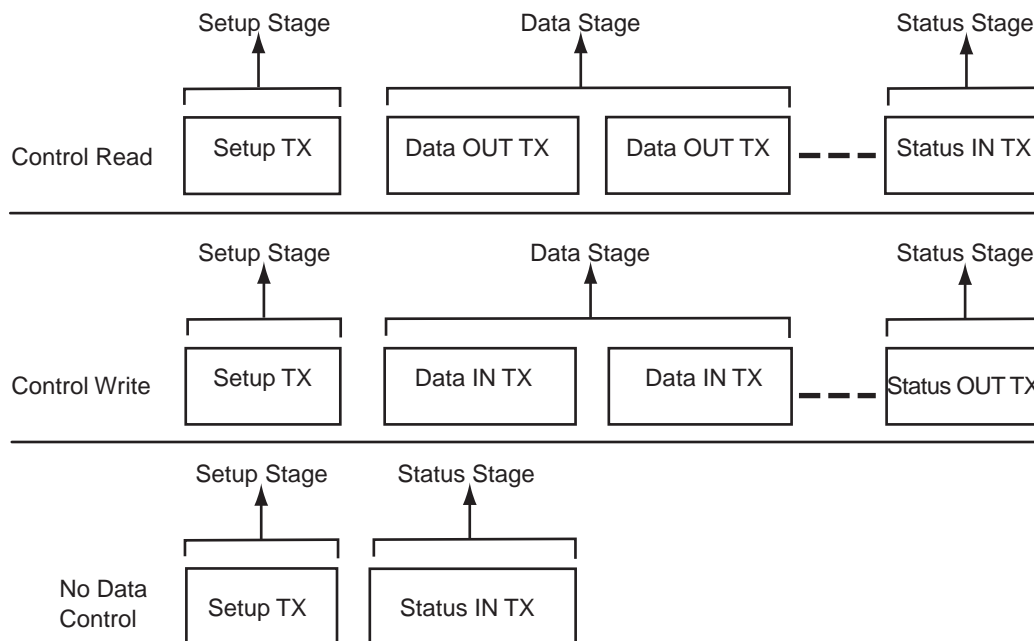 Setup Stage Data Stage Status Stage
Control Read Setup TX Data OUT TX Data OUT TX Status IN TX
Setup Stage Data Stage Status Stage
Control Write Setup TX Data IN TX Data IN TX Status OUT TX
Setup Stage Status Stage
No Data
Control Setup TX Status IN TX